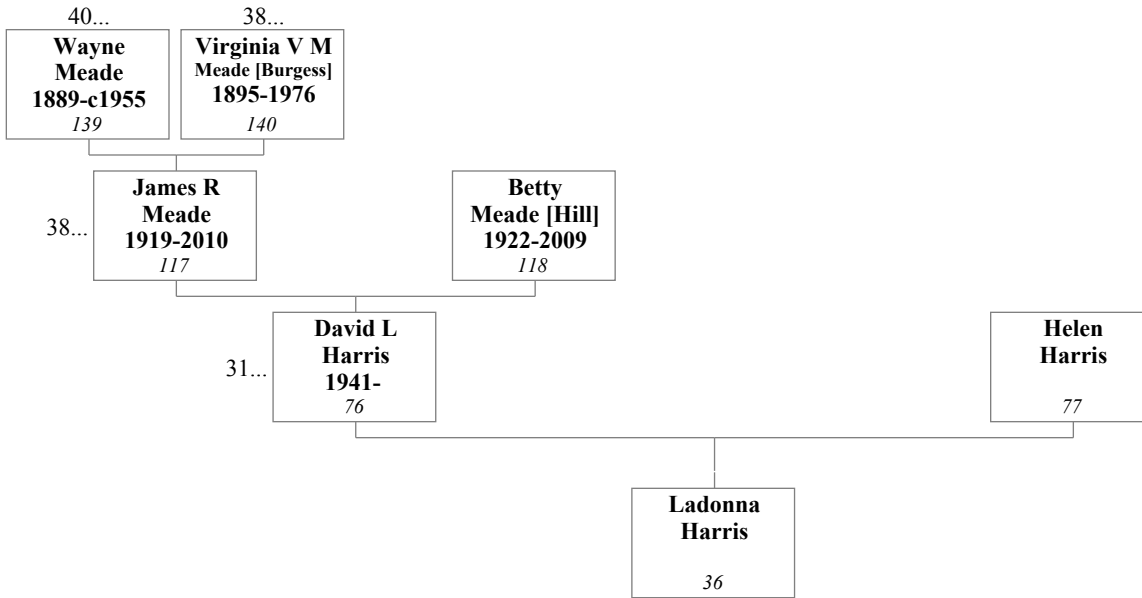 40...
38...
Wayne
Meade
1889-c1955
139
Virginia V M
Meade [Burgess]
1895-1976
140
38...
James R
Meade
1919-2010
117
Betty
Meade [Hill]
1922-2009
118
31...
David L
Harris
1941-
76
Helen
Harris
77
Ladonna
Harris
36